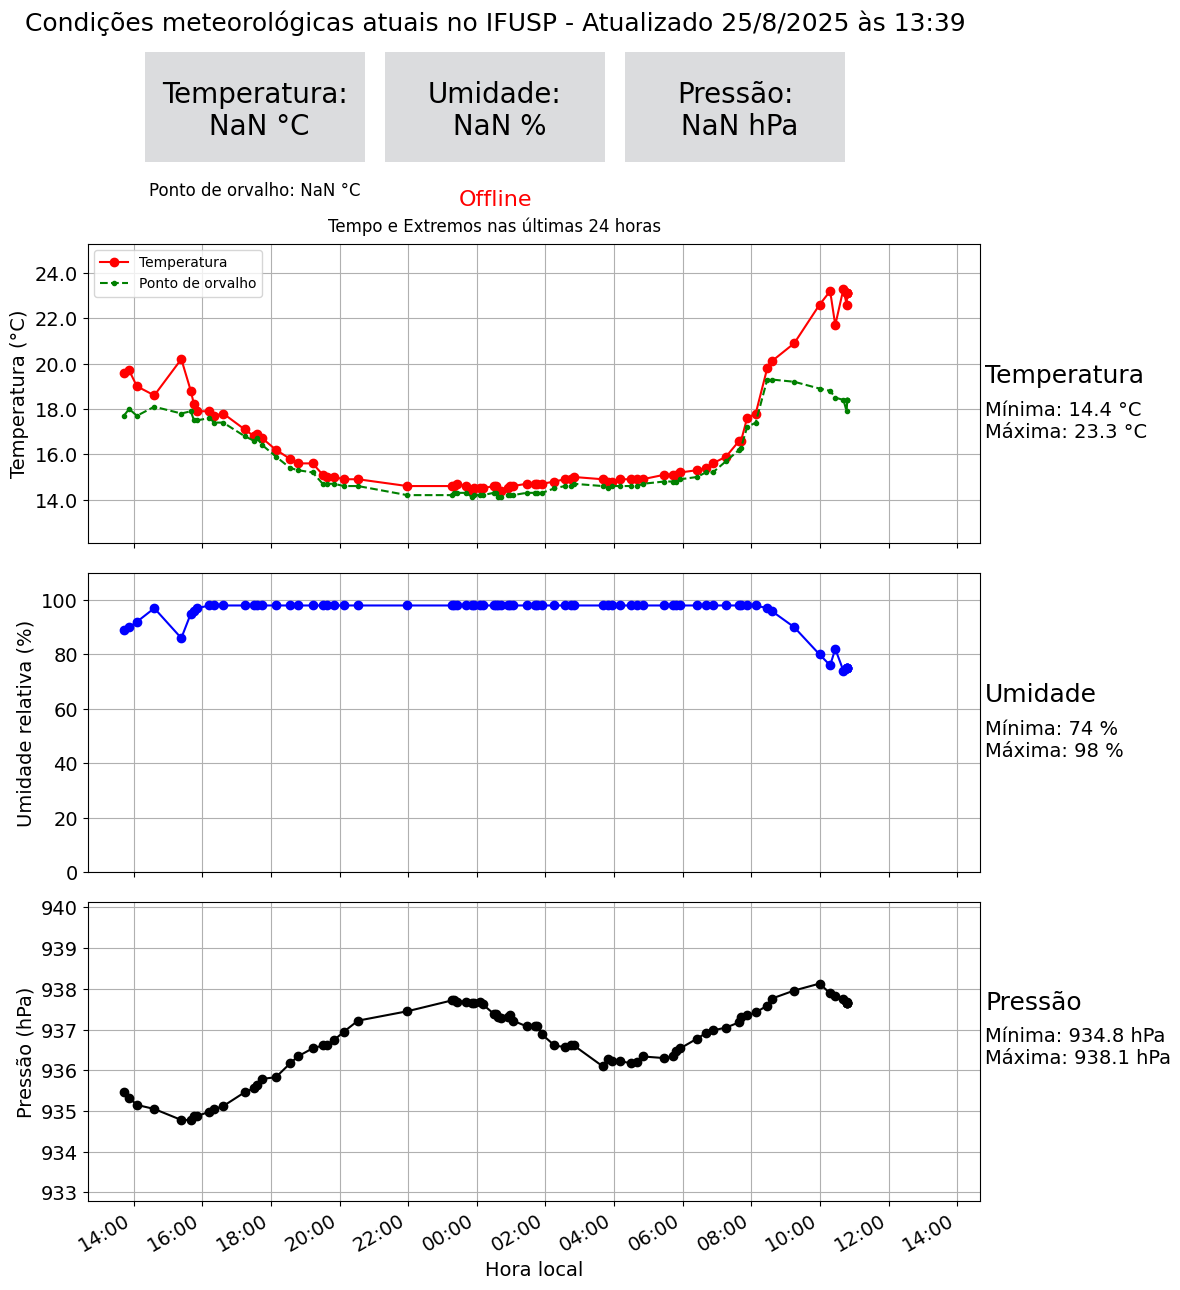 Condições meteorológicas atuais no IFUSP - Atualizado 25/8/2025 às 13:39
Temperatura:
NaN °C
Umidade:
NaN %
Pressão:
NaN hPa
Ponto de orvalho: NaN °C
Offline
Tempo e Extremos nas últimas 24 horas
Temperatura
Ponto de orvalho
24.0
22.0
20.0
18.0
16.0
14.0
Temperatura (°C)
Temperatura
Mínima: 14.4 °C
Máxima: 23.3 °C
100
80
60
40
20
0
Umidade relativa (%)
Umidade
Mínima: 74 %
Máxima: 98 %
940
939
938
937
936
935
934
933
Pressão (hPa)
Pressão
Mínima: 934.8 hPa
Máxima: 938.1 hPa
14:00 16:00 18:00 20:00 22:00 00:00 02:00 04:00 06:00 08:00 10:00 12:00 14:00
Hora local